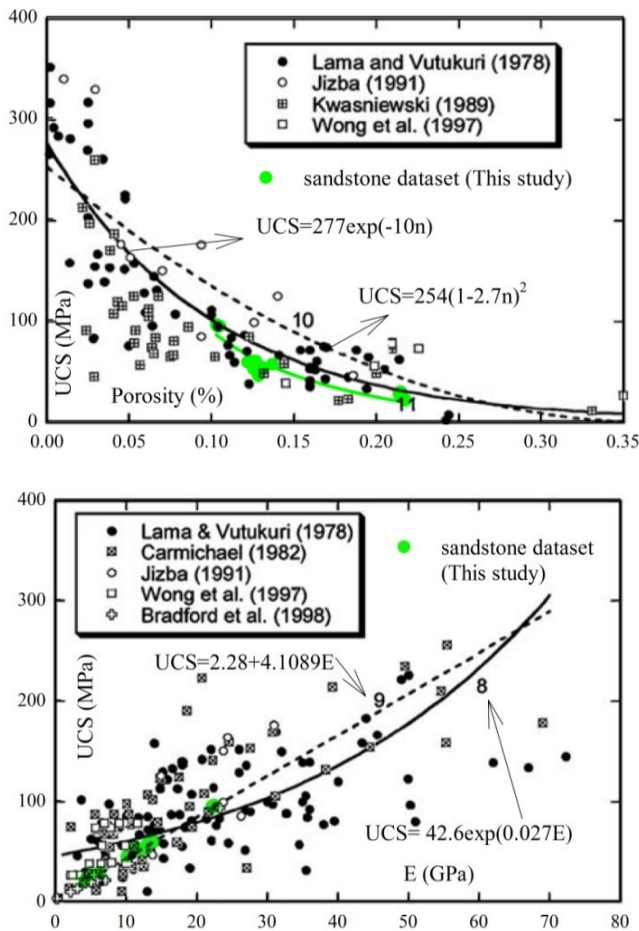 400
Lama and Vutukuri (1978)
Jizba (1991)
Kwasniewski (1989)
Wong et al. (1997)
300
sandstone dataset (This study)
UCS=277exp(-10n)
200
UCS=254(1-2.7n)²
10
100
UCS (MPa)
Porosity (%)
11
0
0.00 0.05 0.10 0.15 0.20 0.25 0.30 0.35
400
Lama & Vutukuri (1978)
Carmichael (1982)
Jizba (1991)
Wong et al. (1997)
Bradford et al. (1998)
sandstone dataset
(This study)
300
UCS=2.28+4.1089E
9
8
UCS (MPa)
200
100
UCS= 42.6exp(0.027E)
E (GPa)
0
0 10 20 30 40 50 60 70 80